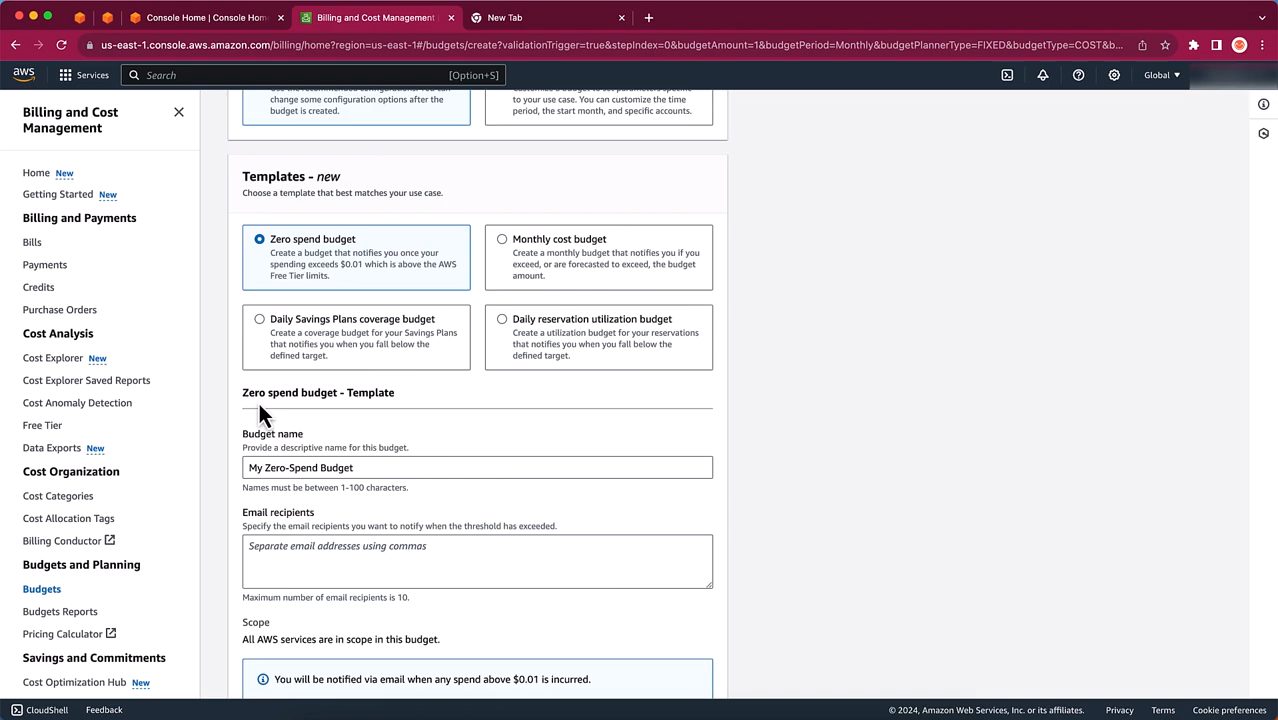 Console Home | Console Hom
Billing and Cost Management
New Tab
us-east-1.console.aws.amazon.com/billing/home?region=us-east-1#/budgets/create?validationTrigger=true&stepIndex=0&budgetAmount=1&budgetPeriod=Monthly&budgetPlannerType=FIXED&budgetType=COST&b...
aws
Services
Search
[Option+S]
Global
Billing and Cost
Management
Home New
Getting Started New
Billing and Payments
Bills
Payments
Credits
Purchase Orders
Cost Analysis
Cost Explorer New
Cost Explorer Saved Reports
Cost Anomaly Detection
Free Tier
Data Exports New
Cost Organization
Cost Categories
Cost Allocation Tags
Billing Conductor
Budgets and Planning
Budgets
Budgets Reports
Pricing Calculator
Savings and Commitments
Cost Optimization Hub New
change some configuration options after the
budget is created.
to your use case. You can customize the time
period, the start month, and specific accounts.
Templates - new
Choose a template that best matches your use case.
Zero spend budget
Create a budget that notifies you once your
spending exceeds $0.01 which is above the AWS
Free Tier limits.
Monthly cost budget
Create a monthly budget that notifies you if you
exceed, or are forecasted to exceed, the budget
amount.
Daily Savings Plans coverage budget
Create a coverage budget for your Savings Plans
that notifies you when you fall below the
defined target.
Daily reservation utilization budget
Create a utilization budget for your reservations
that notifies you when you fall below the
defined target.
Zero spend budget - Template
Budget name
Provide a descriptive name for this budget.
My Zero-Spend Budget
Names must be between 1-100 characters.
Email recipients
Specify the email recipients you want to notify when the threshold has exceeded.
Separate email addresses using commas
Maximum number of email recipients is 10.
Scope
All AWS services are in scope in this budget.
You will be notified via email when any spend above $0.01 is incurred.
CloudShell
Feedback
© 2024, Amazon Web Services, Inc. or its affiliates.
Privacy
Terms
Cookie preferences